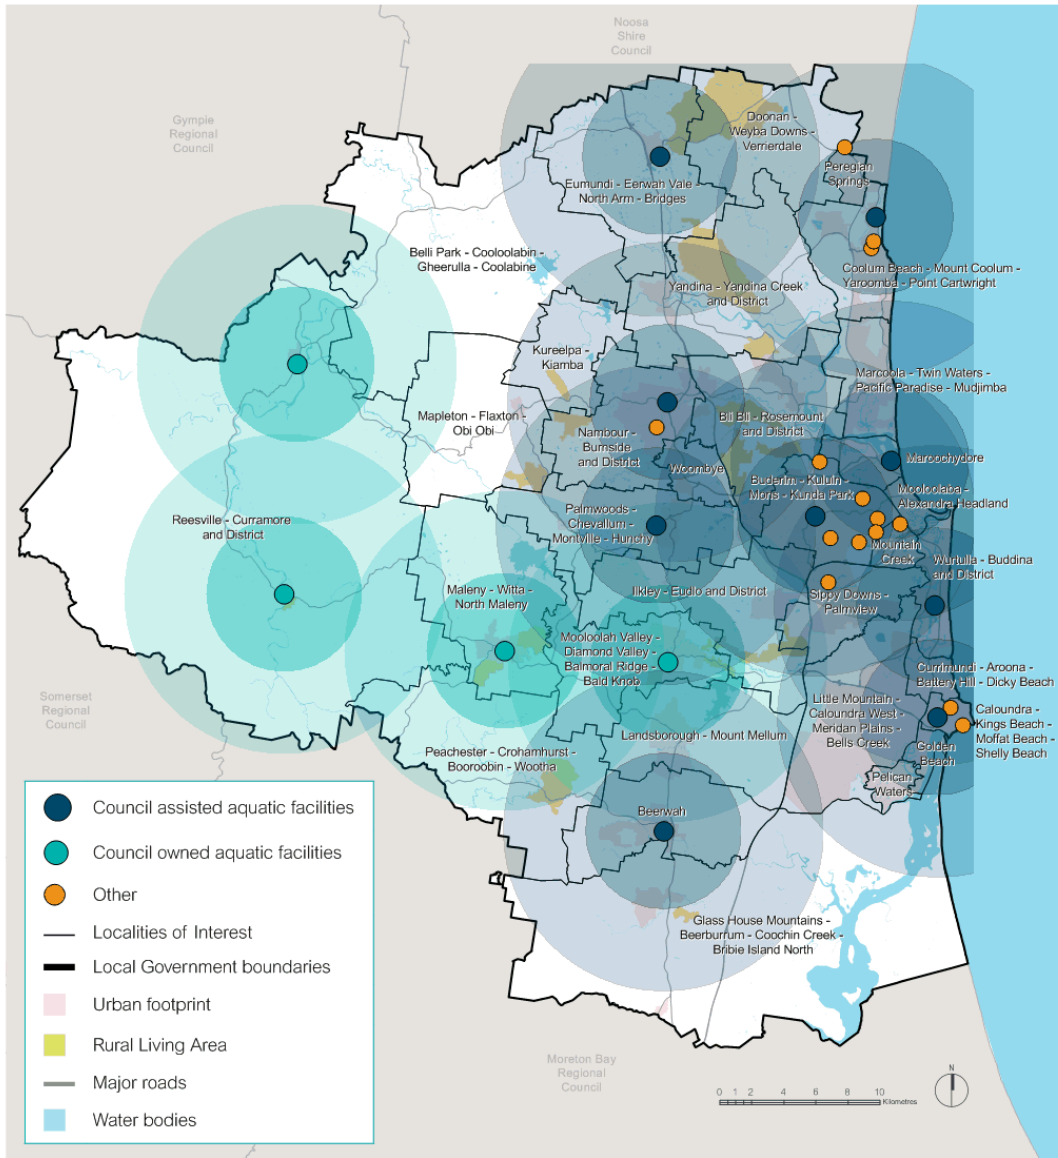 Noosa
Shire
Council
Gympie
Regional
Council
Doonan -
Weyba Downs -
Verrierdale
Peregian
Springs
Eumundi - Eerwah Vale -
North Arm - Bridges
Belli Park - Cooloolabin -
Gheerulla - Coolabine
Coolum Beach - Mount Coolum -
Yaroomba - Point Cartwright
Yandina - Yandina Creek
and District
Kureelpa -
Kiamba
Marcoola - Twin Waters -
Pacific Paradise - Mudjimba
Mapleton - Flaxton -
Obi Obi
Bli Bli - Rosemount
and District
Nambour -
Burnside
and District
Woombye
Maroochydore
Buderim - Kuluin -
Mons - Kunda Park
Mooloolaba -
Alexandra Headland
Palmwoods -
Chevallum -
Montville - Hunchy
Reesville - Curramore
and District
Mountain
Creek
Wurtulla - Buddina
and District
Maleny - Witta -
North Maleny
Ilkley - Eudlo and District
Sippy Downs -
Palmview
Mooloolah Valley -
Diamond Valley -
Balmoral Ridge -
Bald Knob
Currimundi - Aroona -
Battery Hill - Dicky Beach
Somerset
Regional
Council
Little Mountain -
Caloundra West -
Meridan Plains -
Bells Creek
Caloundra -
Kings Beach -
Moffat Beach -
Shelly Beach
Landsborough - Mount Mellum
Golden
Beach
Peachester - Crohamhurst -
Booroobin - Wootha
Pelican
Waters
Beerwah
Glass House Mountains -
Beerburrum - Coochin Creek -
Bribie Island North
Moreton Bay
Regional
Council
Council assisted aquatic facilities
Council owned aquatic facilities
Other
Localities of Interest
Local Government boundaries
Urban footprint
Rural Living Area
Major roads
Water bodies
N
0 1 2 4 6 8 10
Kilometres